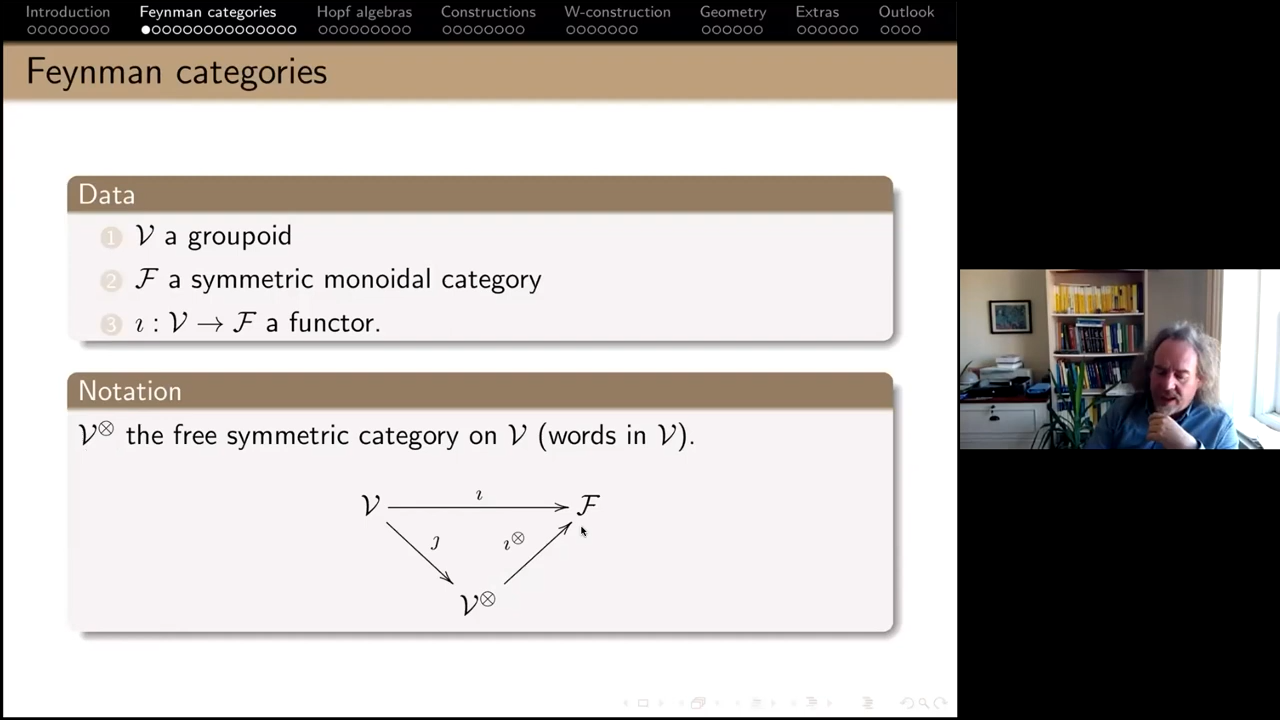 Introduction Feynman categories Hopf algebras Constructions W-construction Geometry Extras Outlook
Feynman categories
Data
1 𝒱 a groupoid
2 ℱ a symmetric monoidal category
3 ı : 𝒱 → ℱ a functor.
Notation
𝒱⊗ the free symmetric category on 𝒱 (words in 𝒱).
𝒱 ı ℱ
ȷ ı⊗
𝒱⊗